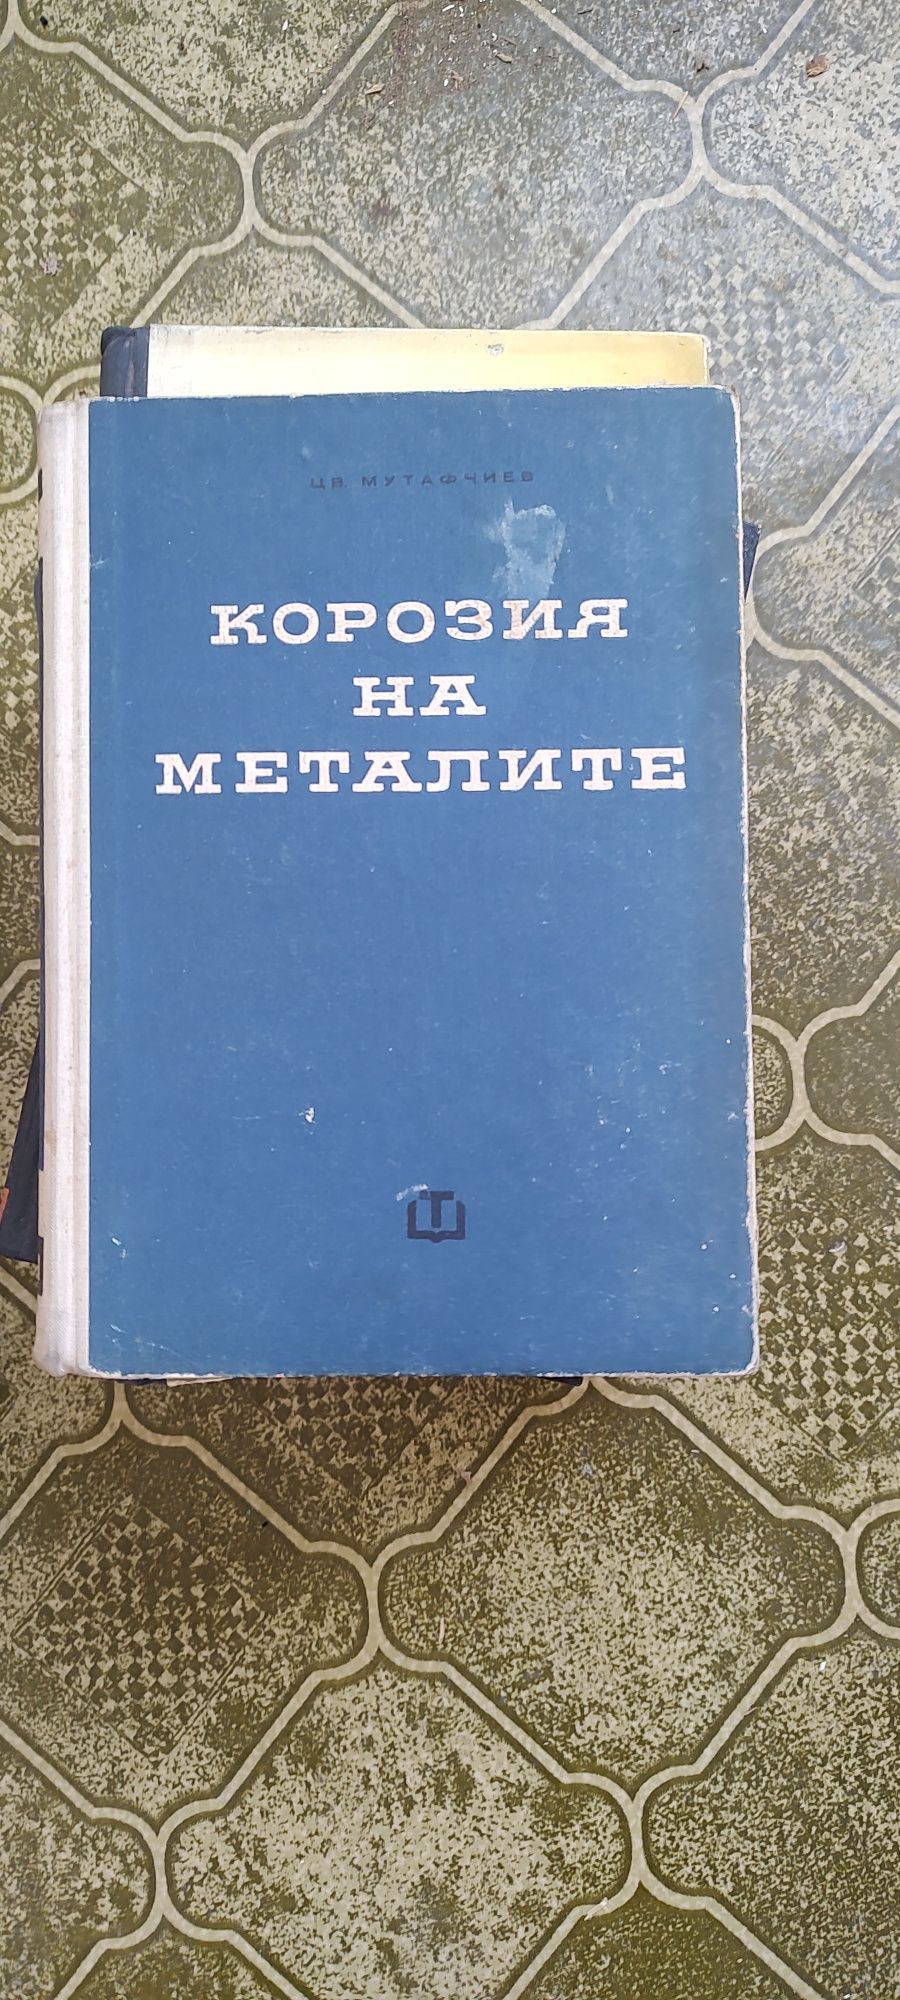 ЦВ. МУТАФЧИЕВ
КОРОЗИЯ
НА
МЕТАЛИТЕ
Т